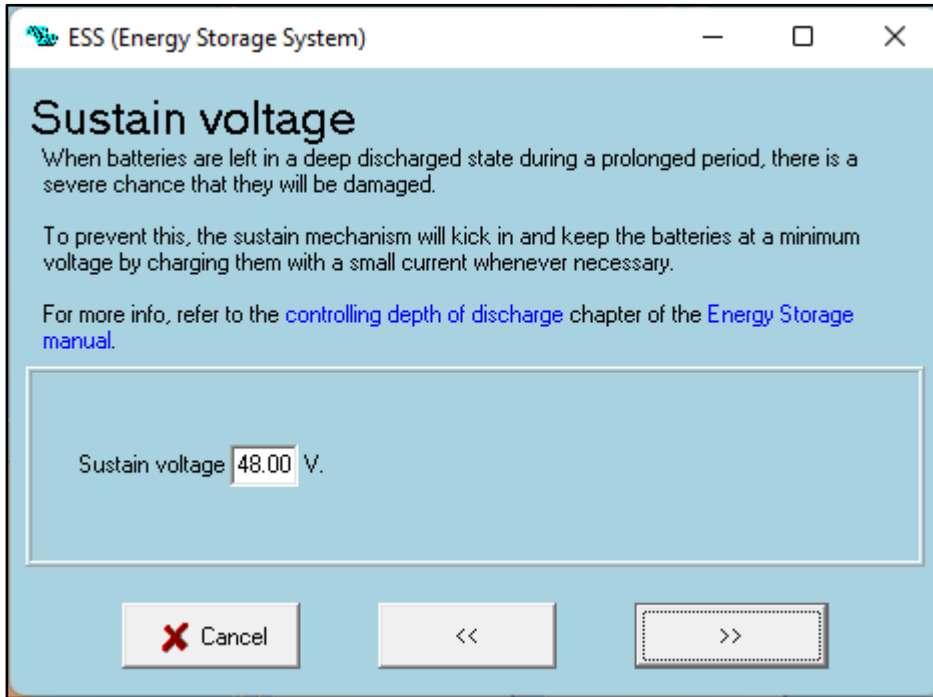 ESS (Energy Storage System)
Sustain voltage
When batteries are left in a deep discharged state during a prolonged period, there is a
severe chance that they will be damaged.
To prevent this, the sustain mechanism will kick in and keep the batteries at a minimum
voltage by charging them with a small current whenever necessary.
For more info, refer to the controlling depth of discharge chapter of the Energy Storage
manual.
Sustain voltage 48.00 V.
Cancel << >>